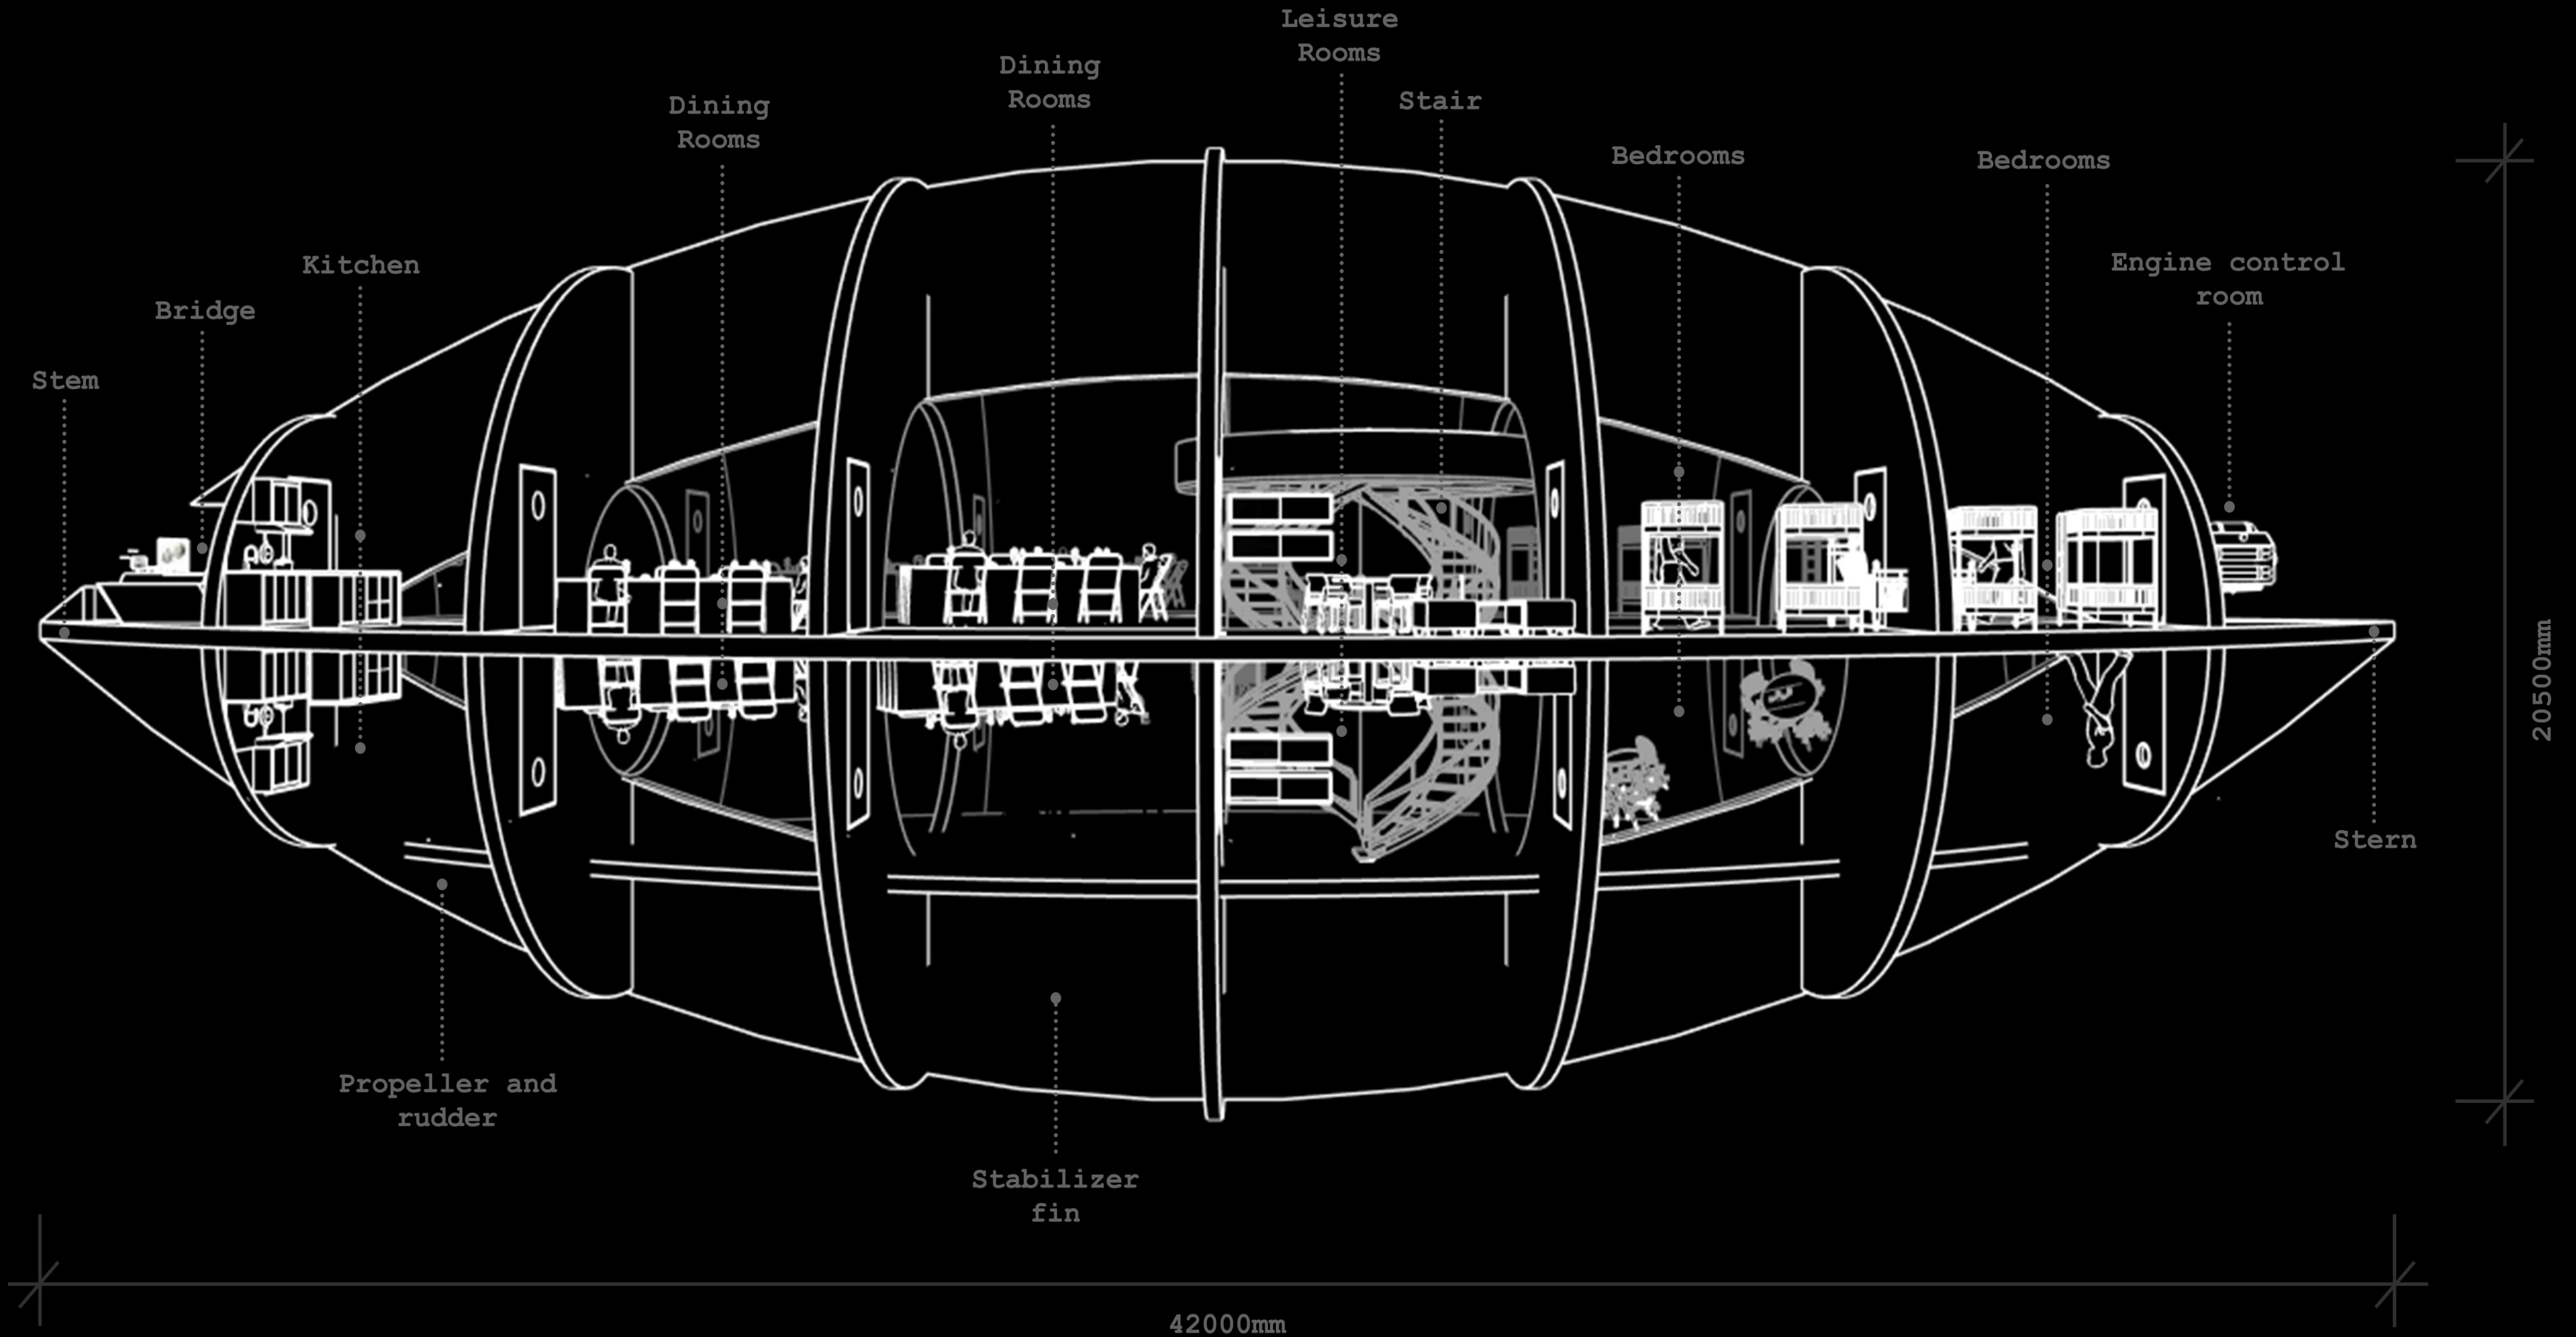 Leisure
Rooms
Dining
Rooms
Stair
Dining
Rooms
Bedrooms
Bedrooms
Kitchen
Engine control
room
Bridge
Stem
20500mm
Stern
Propeller and
rudder
Stabilizer
fin
42000mm